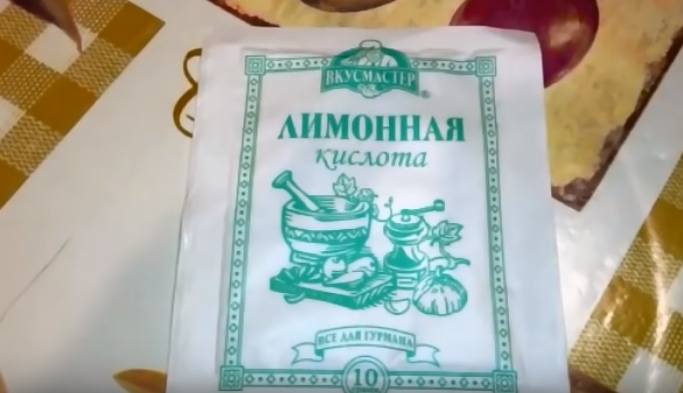 ВКУСМАСТЕР
®
ЛИМОННАЯ
кислота
ВСЕ ДЛЯ ГУРМАНА
10